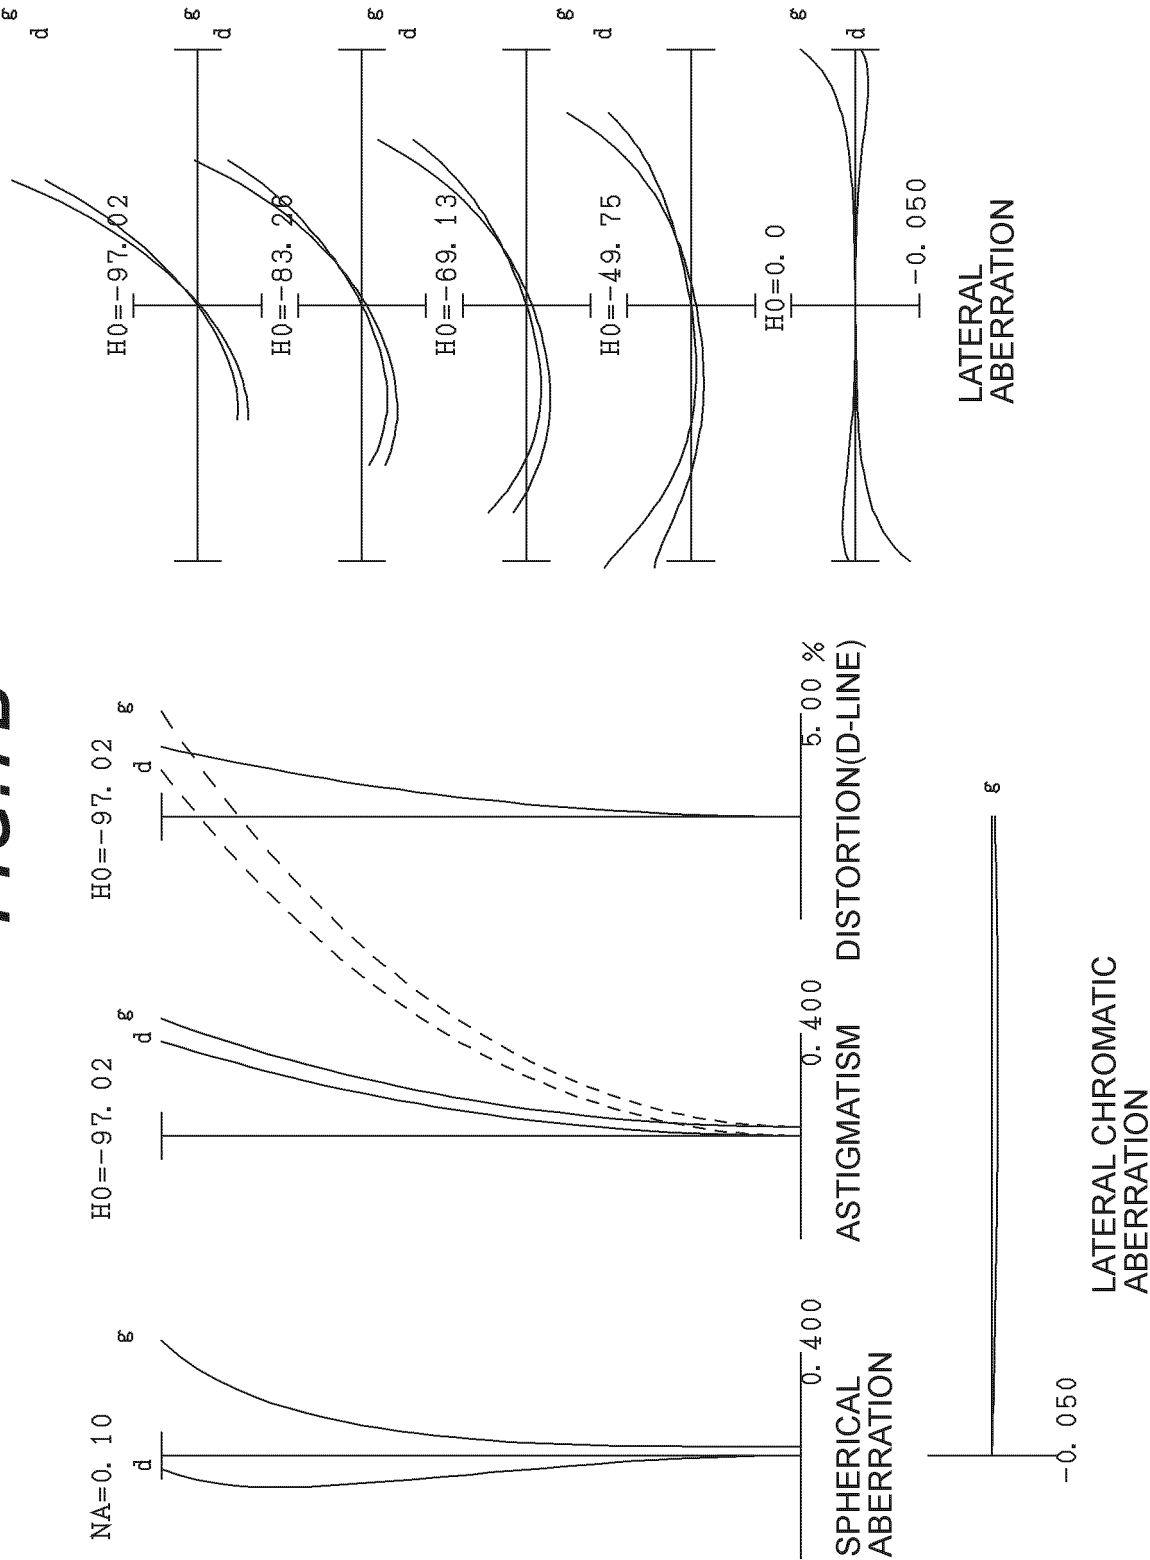 NA=0. 10
d
g
0. 400
SPHERICAL
ABERRATION
H0=-97. 02
d
g
0. 400
ASTIGMATISM
H0=-97. 02
d
g
5. 00 %
DISTORTION(D-LINE)
-0. 050
g
LATERAL CHROMATIC
ABERRATION
H0=-97. 02
d
g
H0=-83. 26
d
g
H0=-69. 13
d
g
H0=-49. 75
d
g
H0=0. 0
d
g
-0. 050
LATERAL
ABERRATION